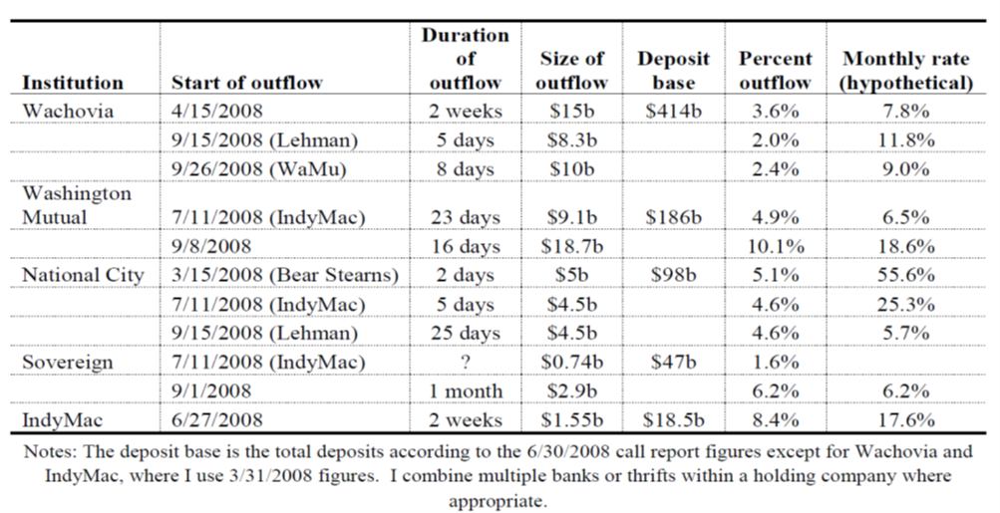 Institution Start of outflow Duration of outflow Size of outflow Deposit base Percent outflow Monthly rate (hypothetical)
Wachovia 4/15/2008 2 weeks $15b $414b 3.6% 7.8%
9/15/2008 (Lehman) 5 days $8.3b 2.0% 11.8%
9/26/2008 (WaMu) 8 days $10b 2.4% 9.0%
Washington Mutual 7/11/2008 (IndyMac) 23 days $9.1b $186b 4.9% 6.5%
9/8/2008 16 days $18.7b 10.1% 18.6%
National City 3/15/2008 (Bear Stearns) 2 days $5b $98b 5.1% 55.6%
7/11/2008 (IndyMac) 5 days $4.5b 4.6% 25.3%
9/15/2008 (Lehman) 25 days $4.5b 4.6% 5.7%
Sovereign 7/11/2008 (IndyMac) ? $0.74b $47b 1.6%
9/1/2008 1 month $2.9b 6.2% 6.2%
IndyMac 6/27/2008 2 weeks $1.55b $18.5b 8.4% 17.6%
Notes: The deposit base is the total deposits according to the 6/30/2008 call report figures except for Wachovia and
IndyMac, where I use 3/31/2008 figures. I combine multiple banks or thrifts within a holding company where
appropriate.